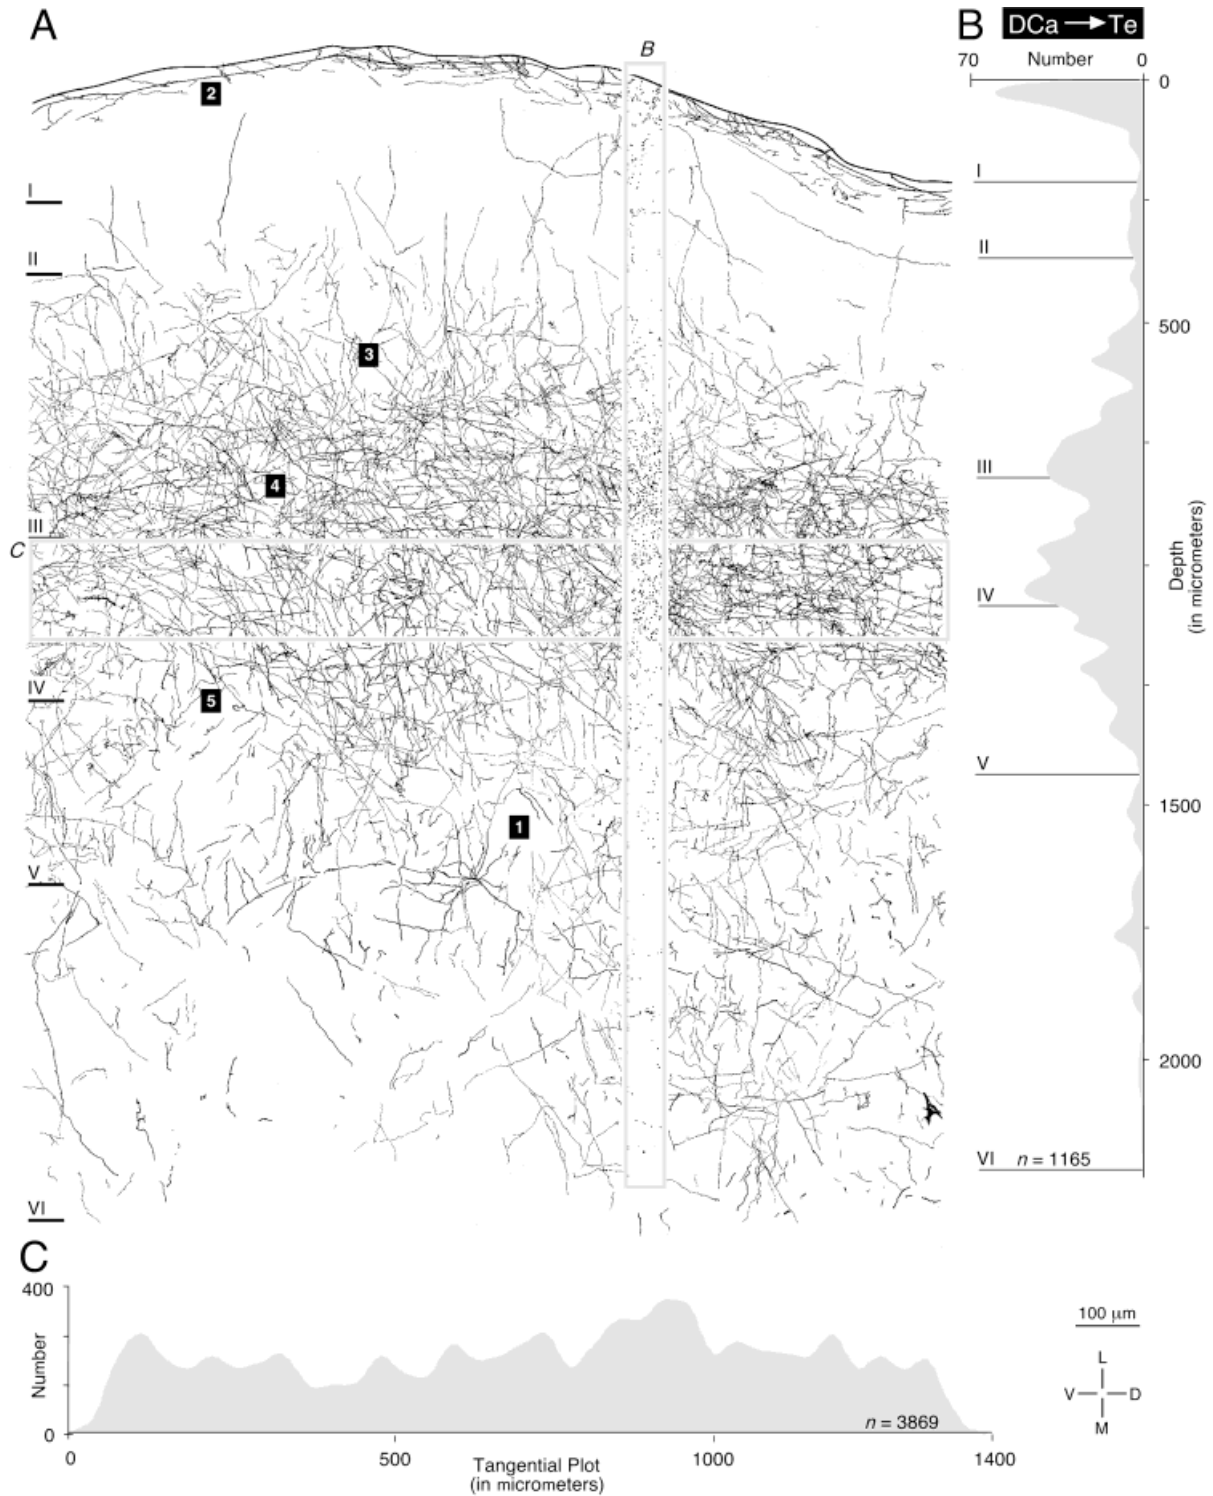 A
B
B
DCa → Te
70
Number
0
0
2
I
I
II
II
500
3
4
III
III
C
IV
Depth
(in micrometers)
IV
5
V
1500
1
V
2000
VI
n = 1165
VI
C
400
Number
0
n = 3869
0
500
1000
1400
Tangential Plot
(in micrometers)
100 µm
L
V
D
M